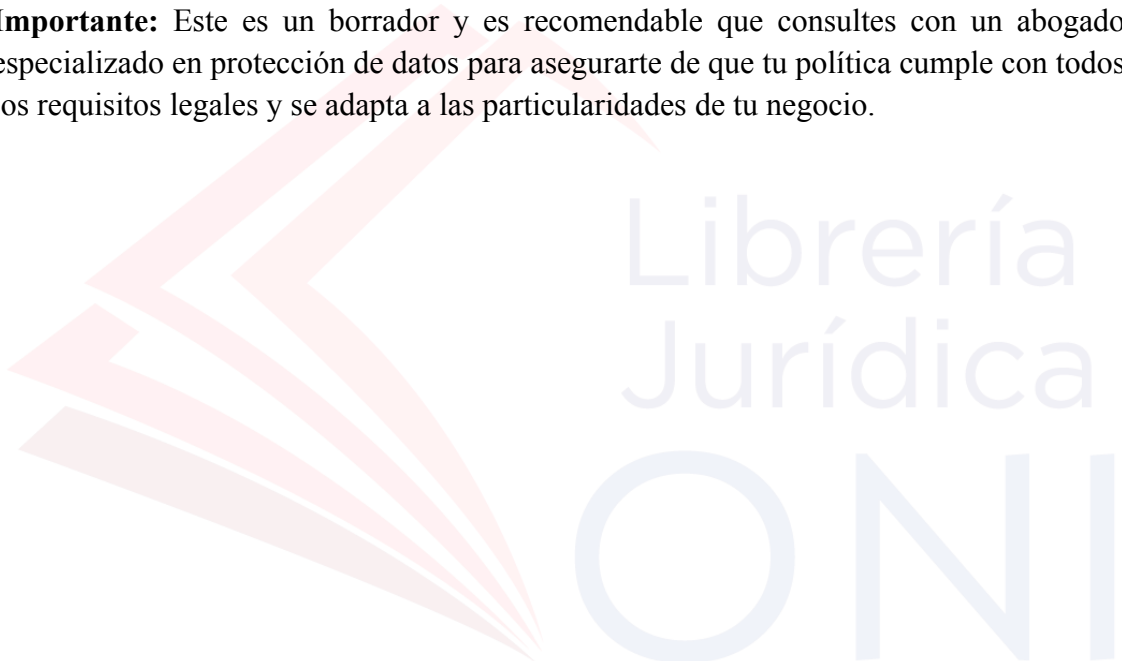 Importante: Este es un borrador y es recomendable que consultes con un abogado
especializado en protección de datos para asegurarte de que tu política cumple con todos
los requisitos legales y se adapta a las particularidades de tu negocio.
Librería
Jurídica
ONI